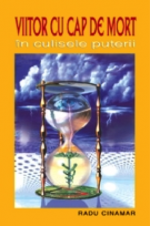 VIITOR CU CAP DE MORT
în culisele puterii
RADU CINAMAR